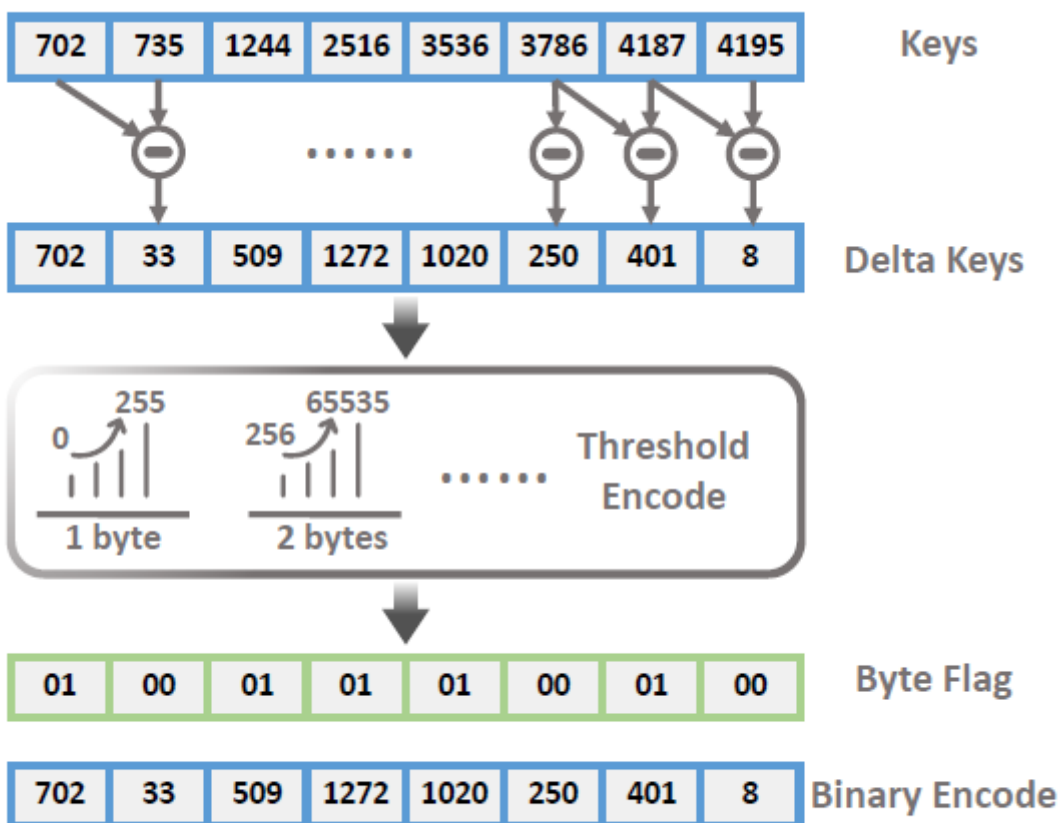 702 735 1244 2516 3536 3786 4187 4195 Keys
......
702 33 509 1272 1020 250 401 8 Delta Keys
0 255 256 65535 ...... Threshold
Encode
1 byte 2 bytes
01 00 01 01 01 00 01 00 Byte Flag
702 33 509 1272 1020 250 401 8 Binary Encode